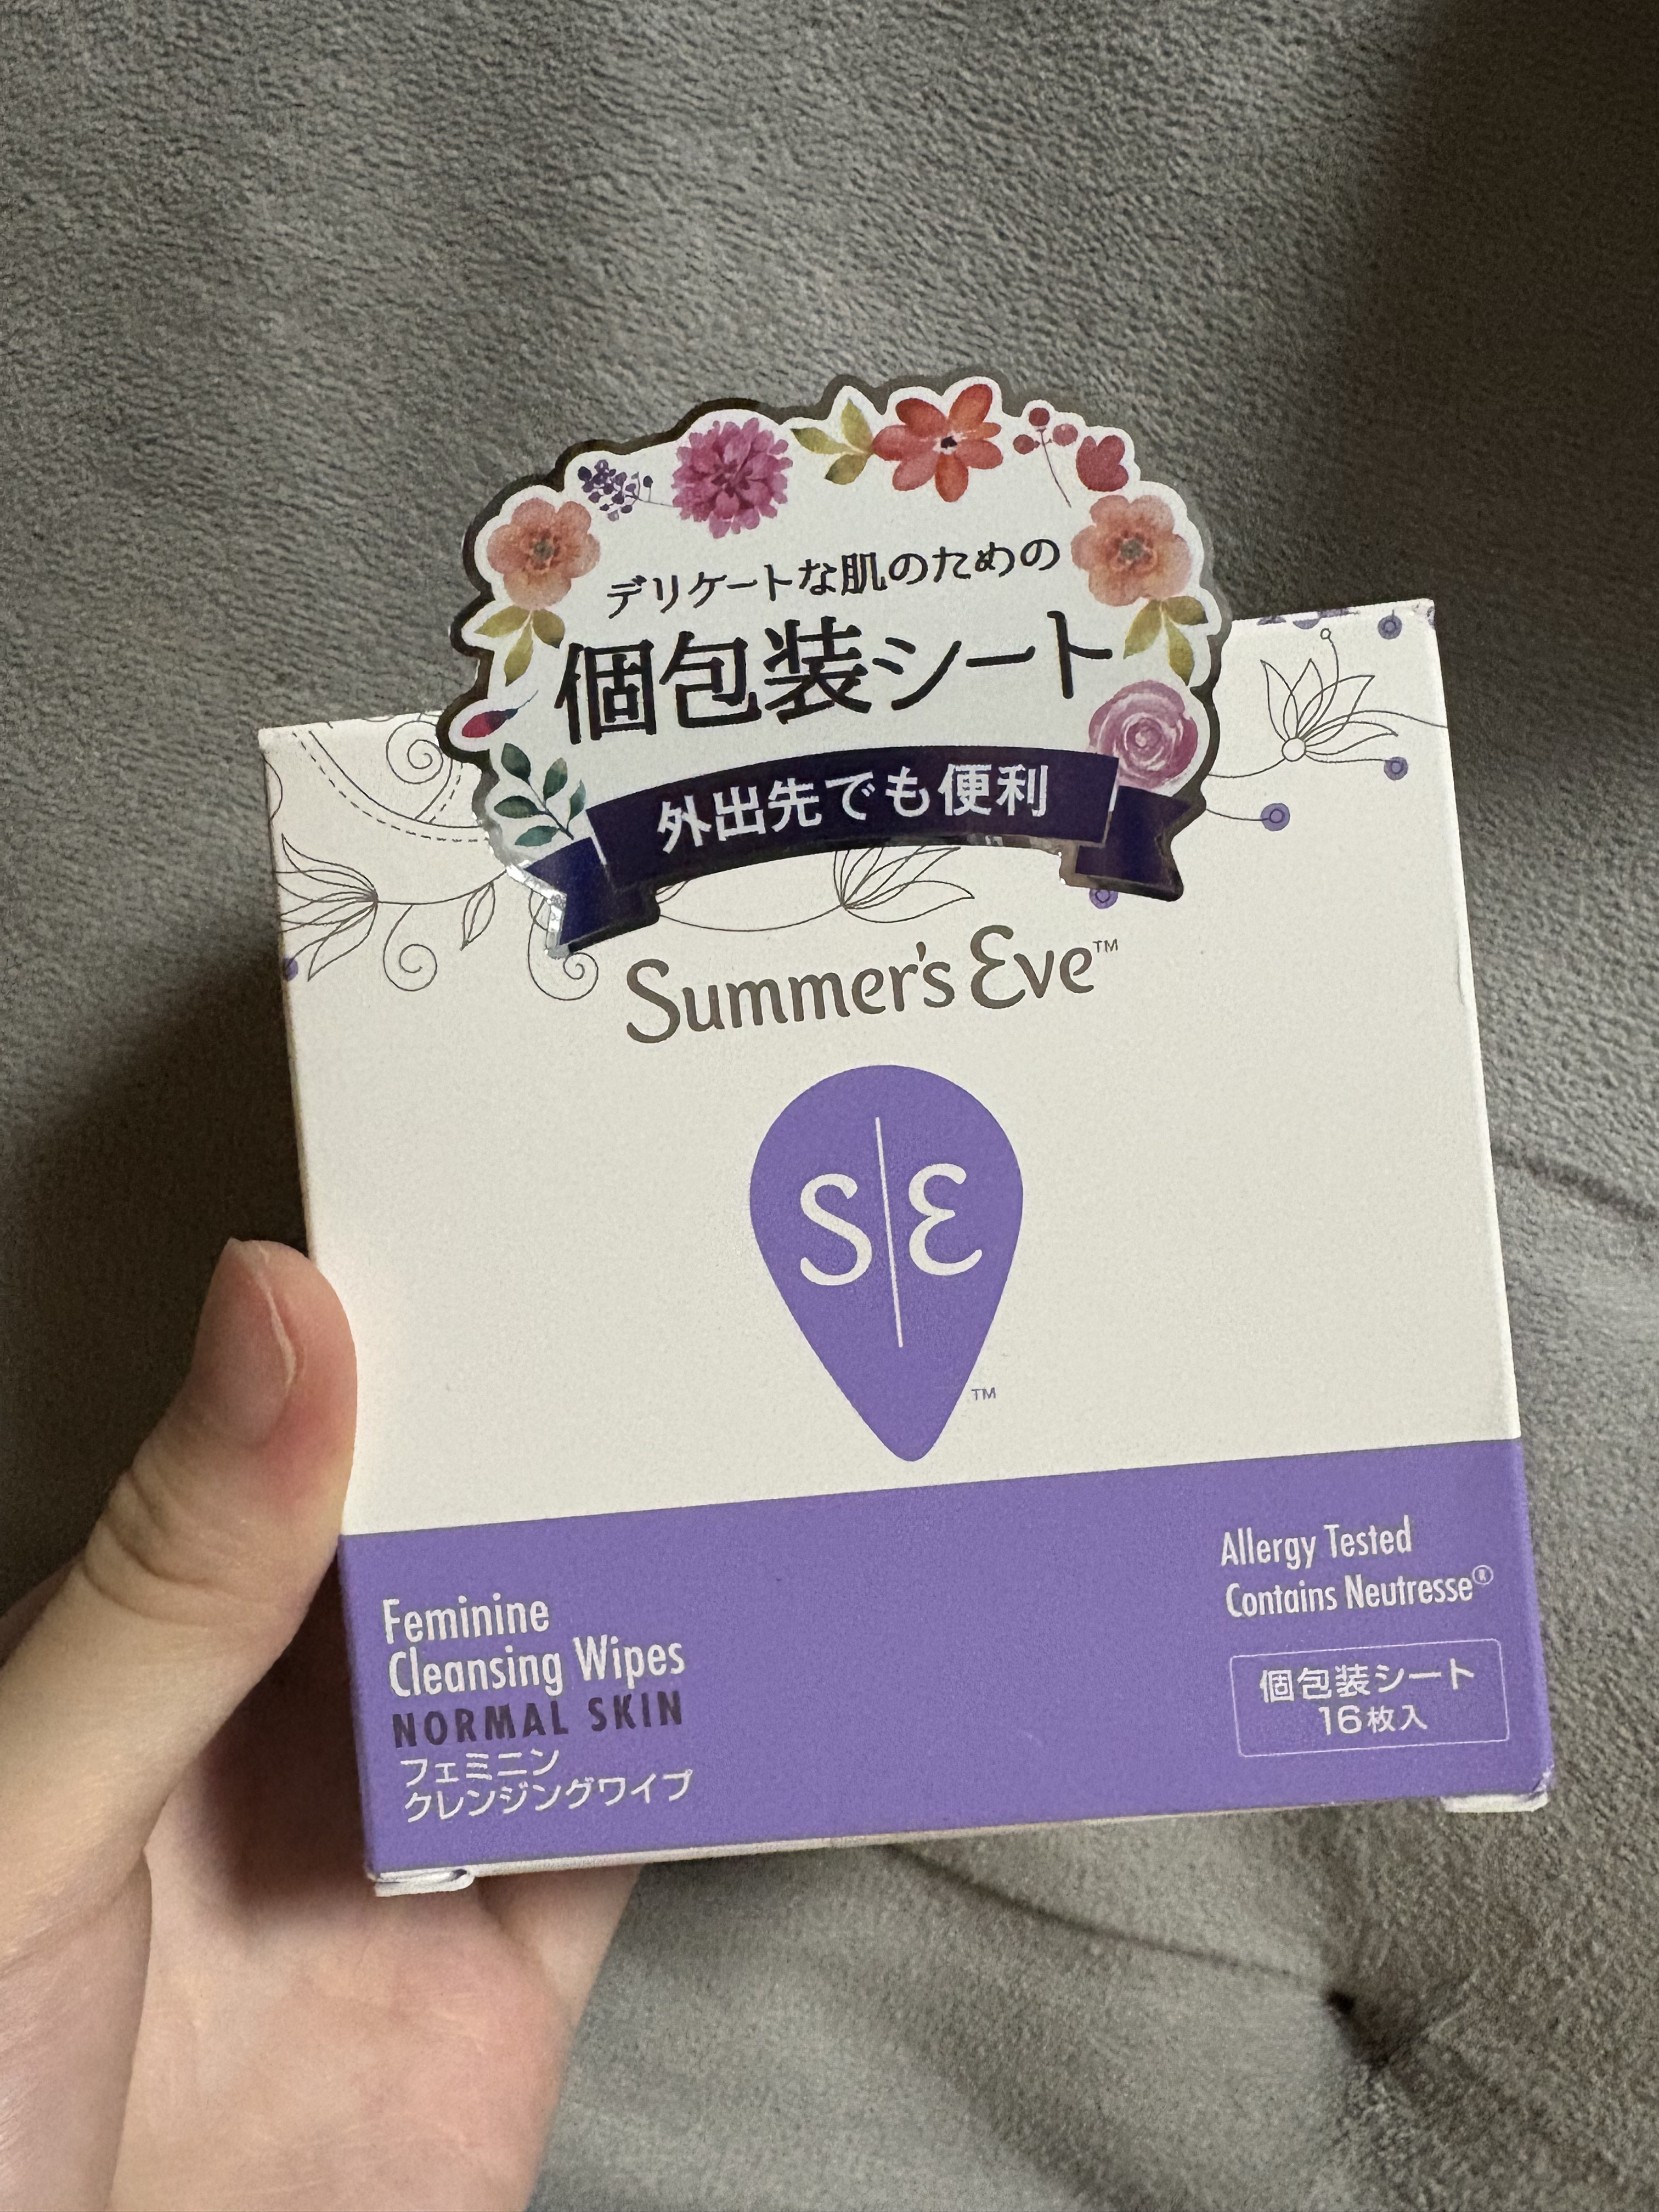 デリケートな肌のための
個包装シート
外出先でも便利
Summer's Eve™
S|E
™
Feminine
Cleansing Wipes
NORMAL SKIN
フェミニン
クレンジングワイプ
Allergy Tested
Contains Neutresse®
個包装シート
16枚入